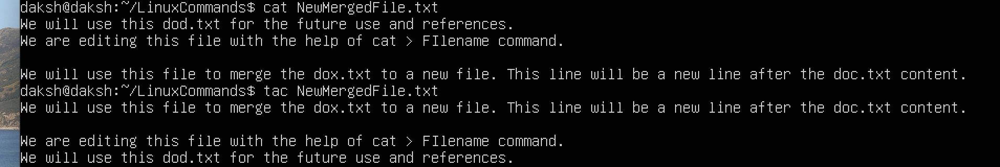 daksh@daksh:~/LinuxCommands$ cat NewMergedFile.txt
We will use this dod.txt for the future use and references.
We are editing this file with the help of cat > FIlename command.
We will use this file to merge the dox.txt to a new file. This line will be a new line after the doc.txt content.
daksh@daksh:~/LinuxCommands$ tac NewMergedFile.txt
We will use this file to merge the dox.txt to a new file. This line will be a new line after the doc.txt content.
We are editing this file with the help of cat > FIlename command.
We will use this dod.txt for the future use and references.